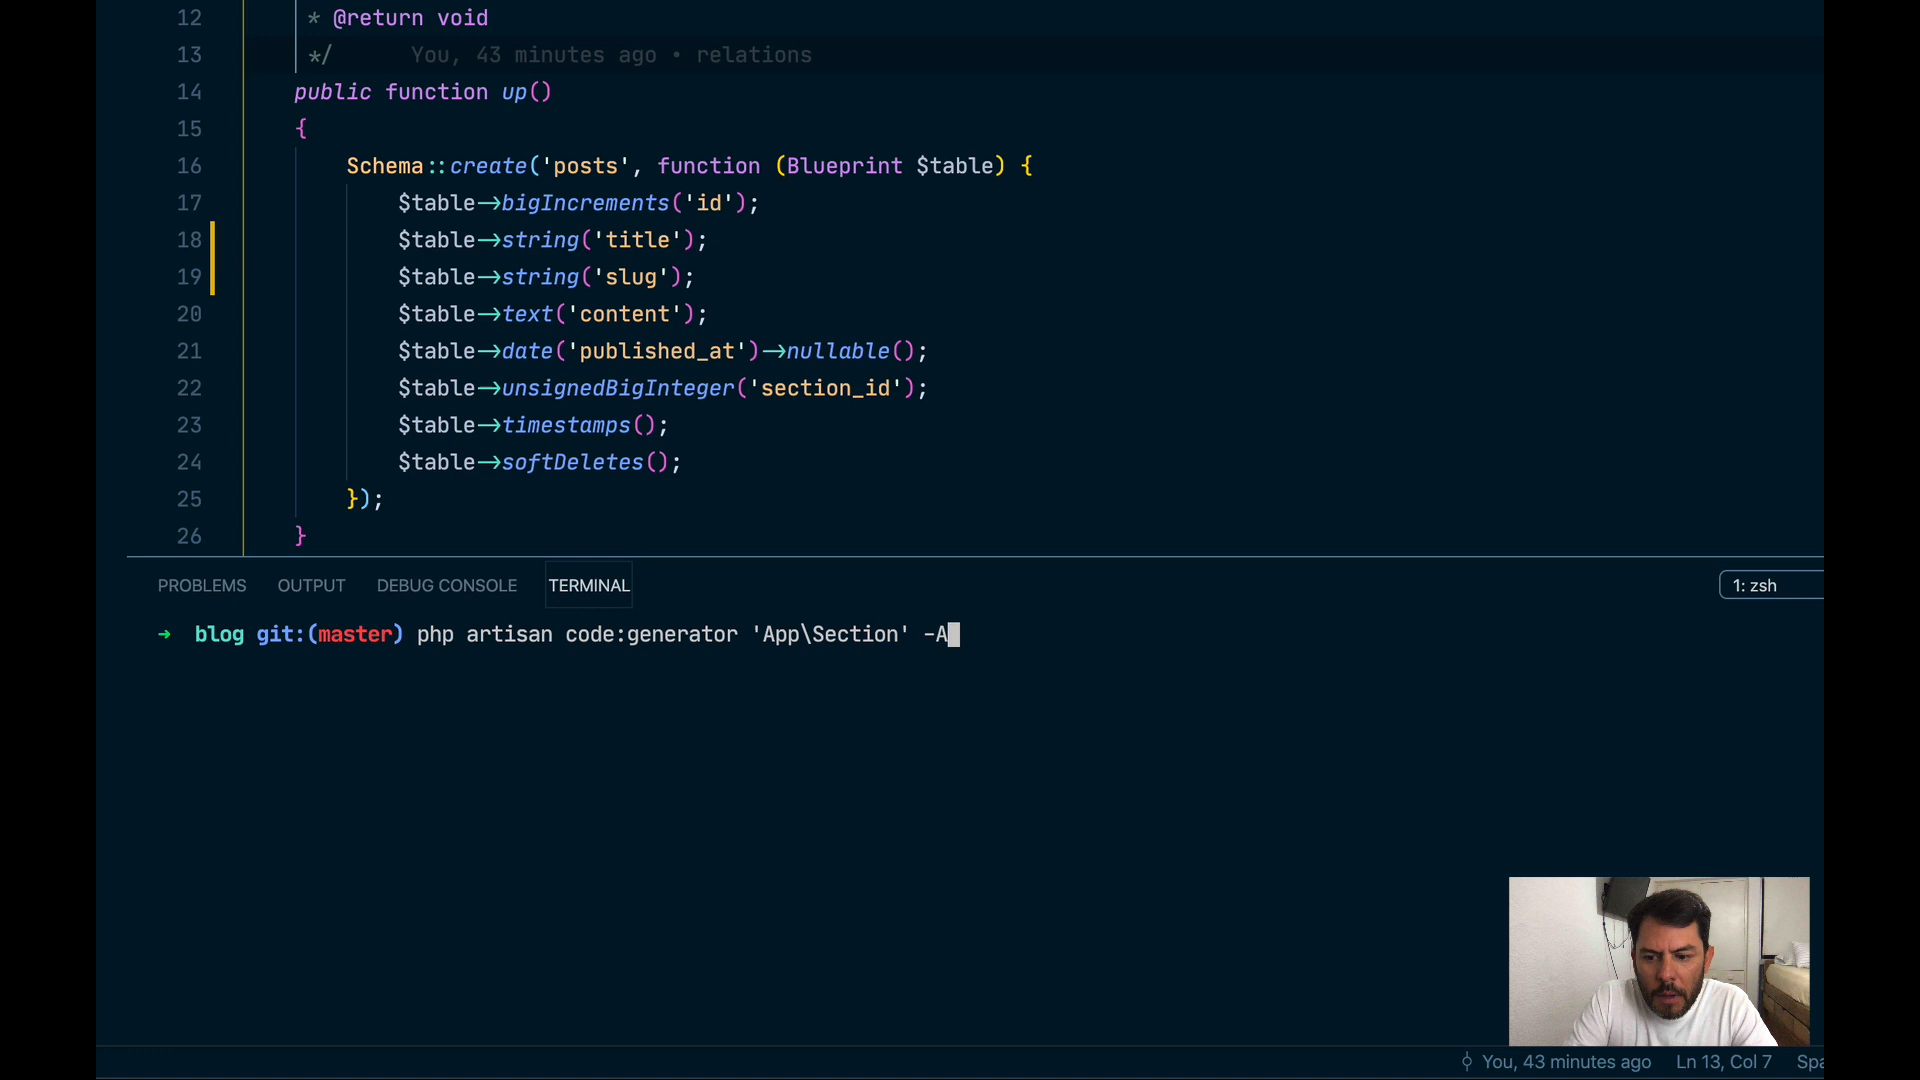 12 * @return void
13 */ You, 43 minutes ago • relations
14 public function up()
15 {
16 Schema::create('posts', function (Blueprint $table) {
17 $table->bigIncrements('id');
18 $table->string('title');
19 $table->string('slug');
20 $table->text('content');
21 $table->date('published_at')->nullable();
22 $table->unsignedBigInteger('section_id');
23 $table->timestamps();
24 $table->softDeletes();
25 });
26 }
PROBLEMS OUTPUT DEBUG CONSOLE TERMINAL 1: zsh
➜ blog git:(master) php artisan code:generator 'App\Section' -A
You, 43 minutes ago Ln 13, Col 7 Spa